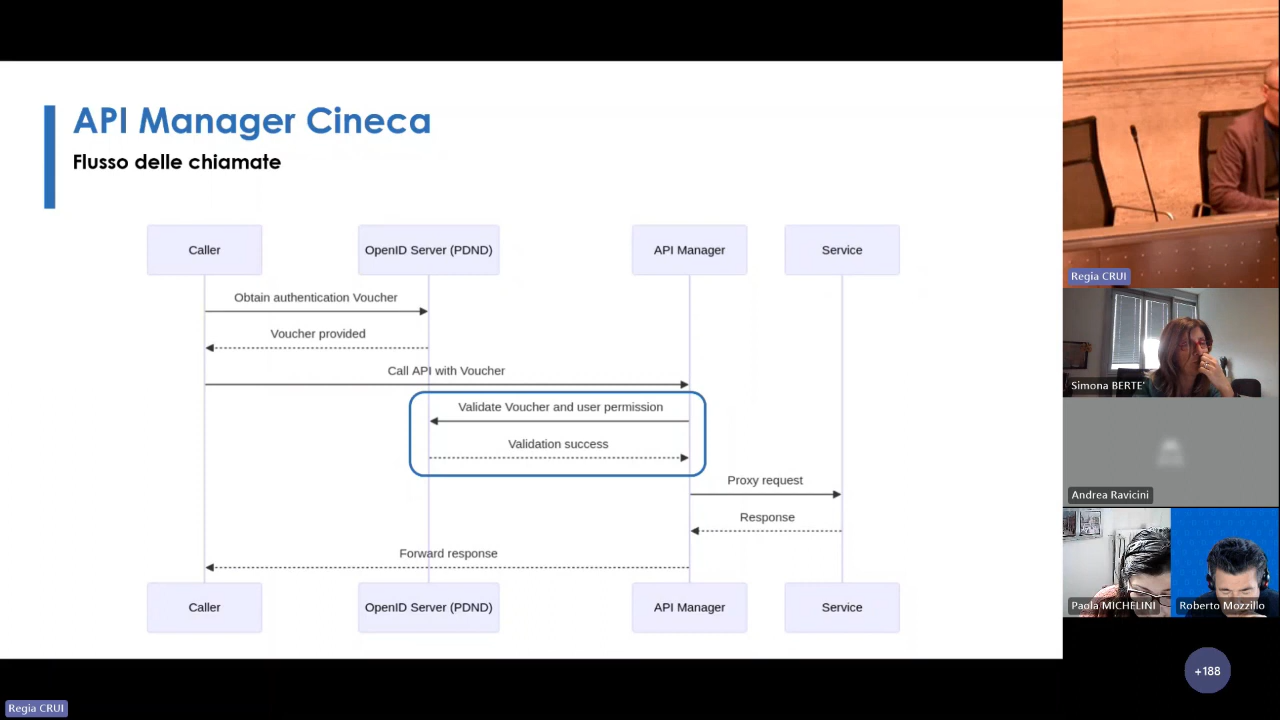 API Manager Cineca
Flusso delle chiamate
Caller
OpenID Server (PDND)
API Manager
Service
Obtain authentication Voucher
Voucher provided
Call API with Voucher
Validate Voucher and user permission
Validation success
Proxy request
Response
Forward response
Caller
OpenID Server (PDND)
API Manager
Service
Regia CRUI
Simona BERTE'
Andrea Ravicini
Paola MICHELINI
Roberto Mozzillo
+188
Regia CRUI